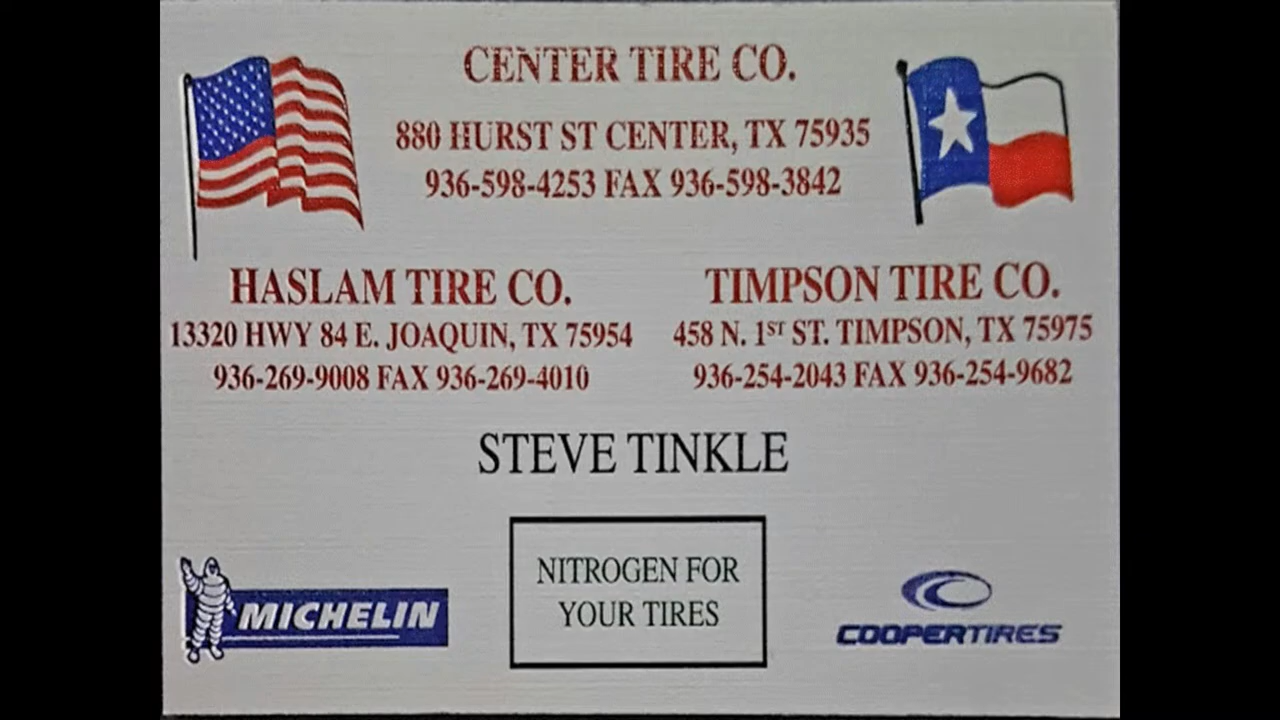 CENTER TIRE CO.
880 HURST ST CENTER, TX 75935
936-598-4253 FAX 936-598-3842
HASLAM TIRE CO.
13320 HWY 84 E. JOAQUIN, TX 75954
936-269-9008 FAX 936-269-4010
TIMPSON TIRE CO.
458 N. 1ST ST. TIMPSON, TX 75975
936-254-2043 FAX 936-254-9682
STEVE TINKLE
MICHELIN
NITROGEN FOR
YOUR TIRES
COOPERTIRES